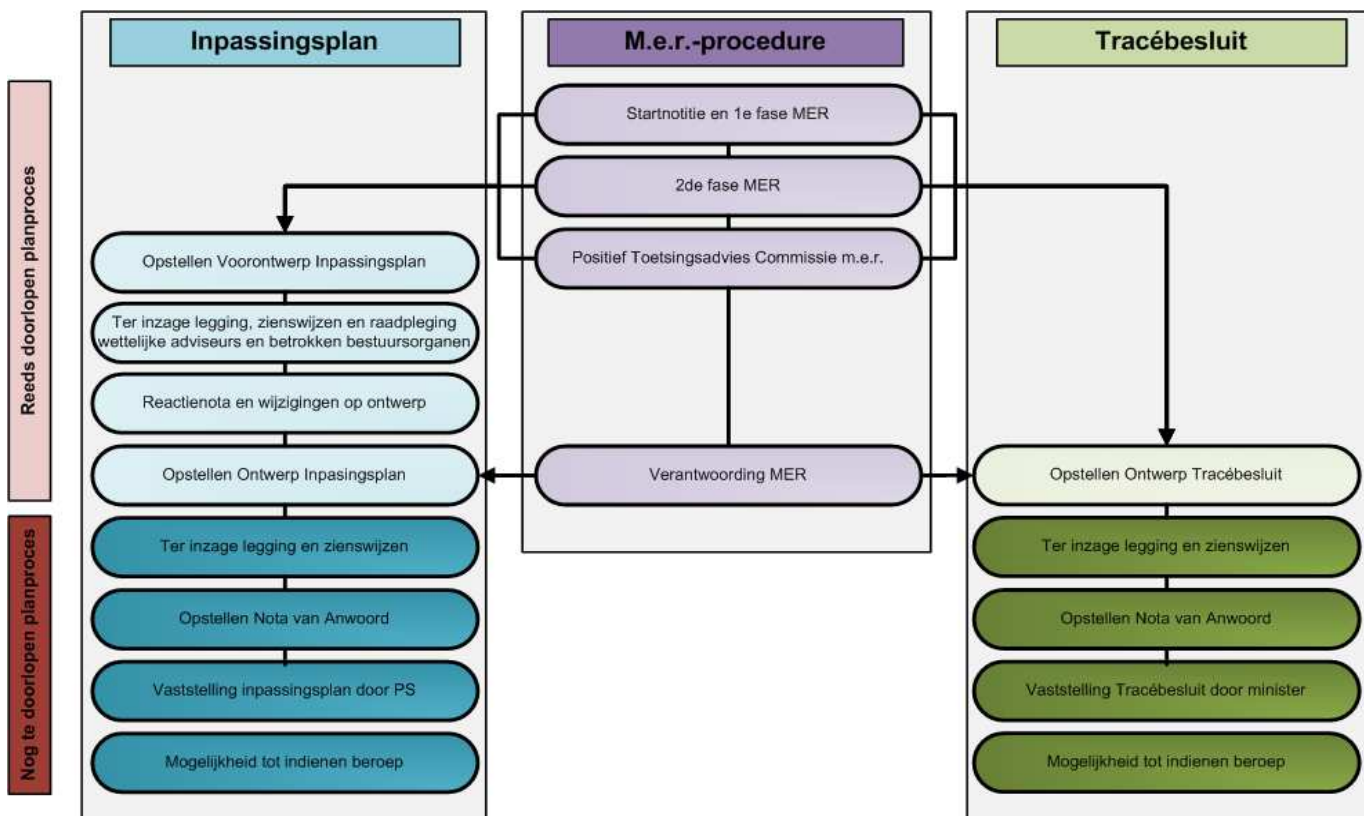 Inpassingsplan
M.e.r.-procedure
Tracébesluit
Reeds doorlopen planproces
Nog te doorlopen planproces
Opstellen Voorontwerp Inpassingsplan
Ter inzage legging, zienswijzen en raadpleging
wettelijke adviseurs en betrokken bestuursorganen
Reactienota en wijzigingen op ontwerp
Opstellen Ontwerp Inpasingsplan
Ter inzage legging en zienswijzen
Opstellen Nota van Anwoord
Vaststelling inpassingsplan door PS
Mogelijkheid tot indienen beroep
Startnotitie en 1e fase MER
2de fase MER
Positief Toetsingsadvies Commissie m.e.r.
Verantwoording MER
Opstellen Ontwerp Tracébesluit
Ter inzage legging en zienswijzen
Opstellen Nota van Anwoord
Vaststelling Tracébesluit door minister
Mogelijkheid tot indienen beroep